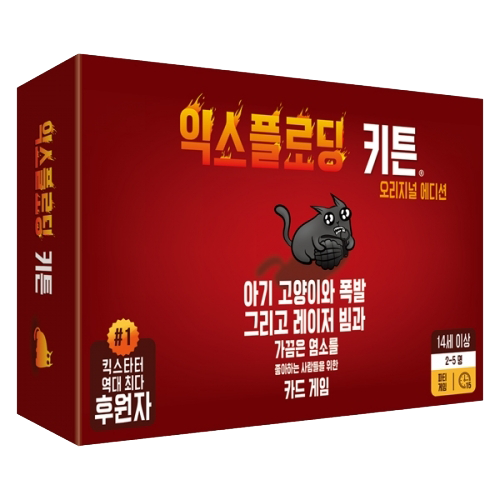 익스플로딩 키튼
익스플로딩 키튼®
오리지널 에디션
아기 고양이와 폭발
그리고 레이저 빔과
가끔은 염소를
좋아하는 사람들을 위한
카드 게임
#1
킥스타터
역대 최다
후원자
14세 이상
2-5 명
파티
게임
15